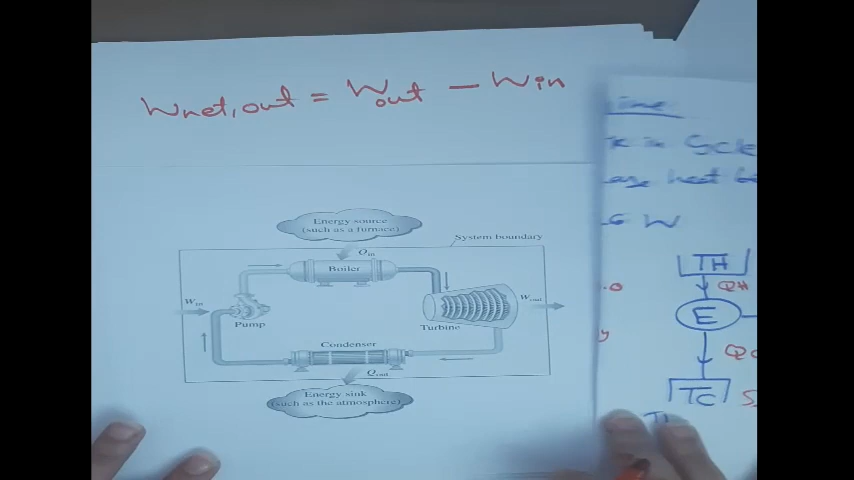 Wnet,out = Wout - Win
Energy source
(such as a furnace)
System boundary
Qin
Boiler
Win
Wout
Pump
Turbine
Condenser
Qout
Energy sink
(such as the atmosphere)
heat
W
TH
QH
E
TC